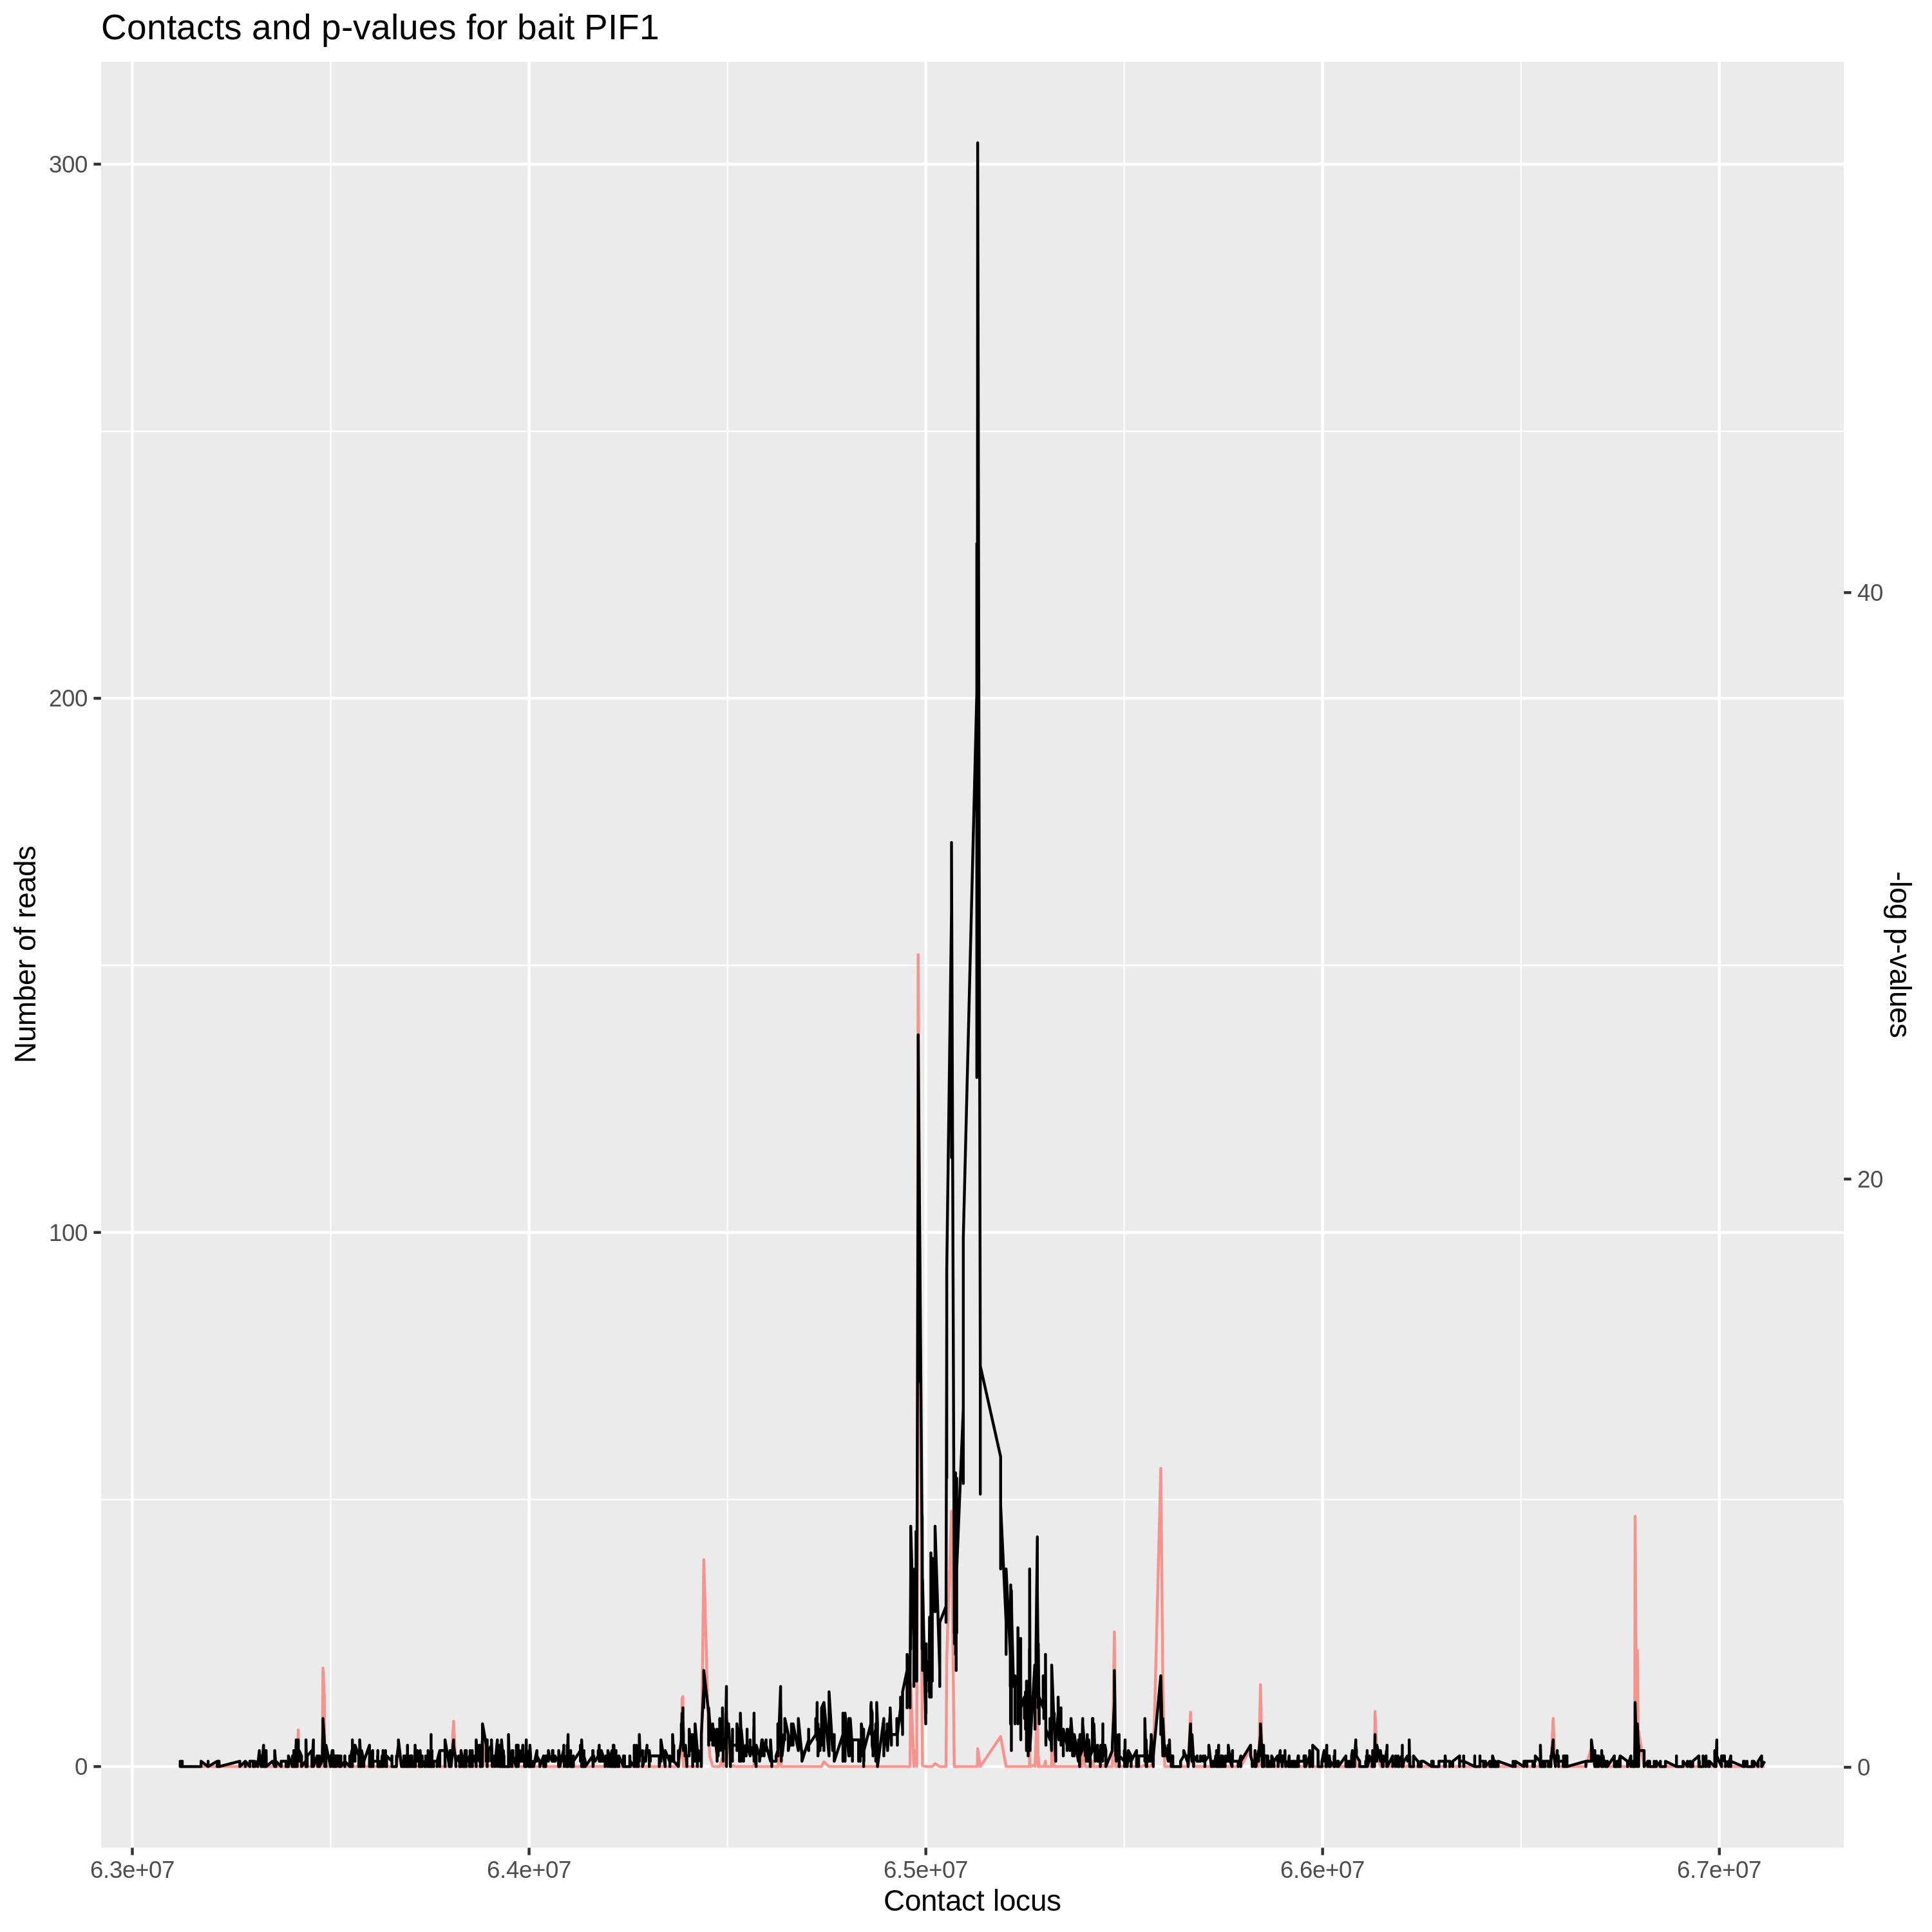 Contacts and p-values for bait PIF1
300
200
100
0
Number of reads
40
20
0
-log p-values
6.3e+07
6.4e+07
6.5e+07
6.6e+07
6.7e+07
Contact locus